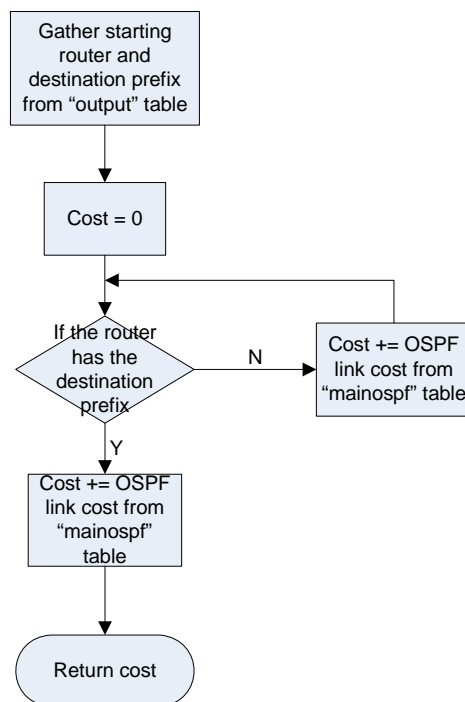 Gather starting
router and
destination prefix
from “output” table
Cost = 0
If the router
has the
destination
prefix
N
Cost += OSPF
link cost from
“mainospf” table
Y
Cost += OSPF
link cost from
“mainospf”
table
Return cost